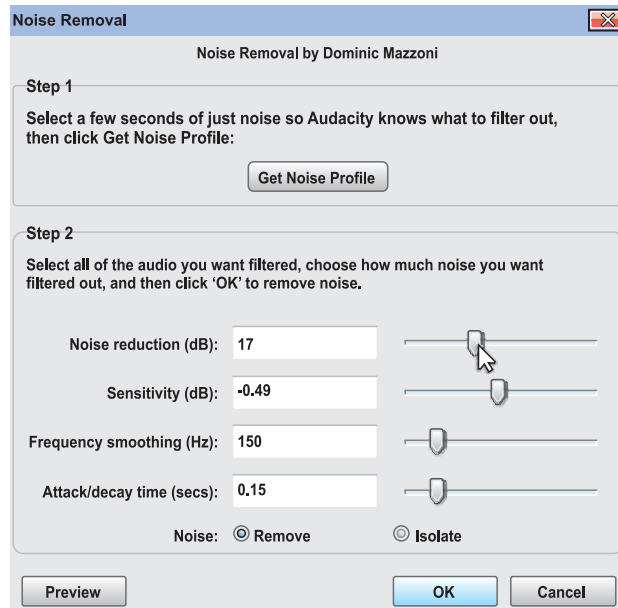 Noise Removal
Noise Removal by Dominic Mazzoni
Step 1
Select a few seconds of just noise so Audacity knows what to filter out,
then click Get Noise Profile:
Get Noise Profile
Step 2
Select all of the audio you want filtered, choose how much noise you want
filtered out, and then click ‘OK’ to remove noise.
Noise reduction (dB): 17
Sensitivity (dB): -0.49
Frequency smoothing (Hz): 150
Attack/decay time (secs): 0.15
Noise: Remove Isolate
Preview OK Cancel